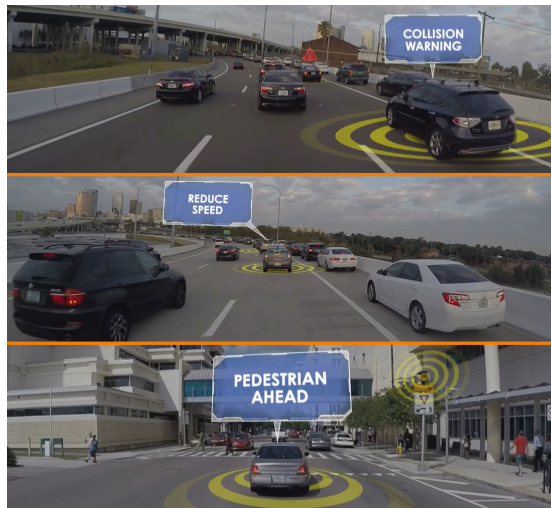 COLLISION
WARNING
REDUCE
SPEED
PEDESTRIAN
AHEAD